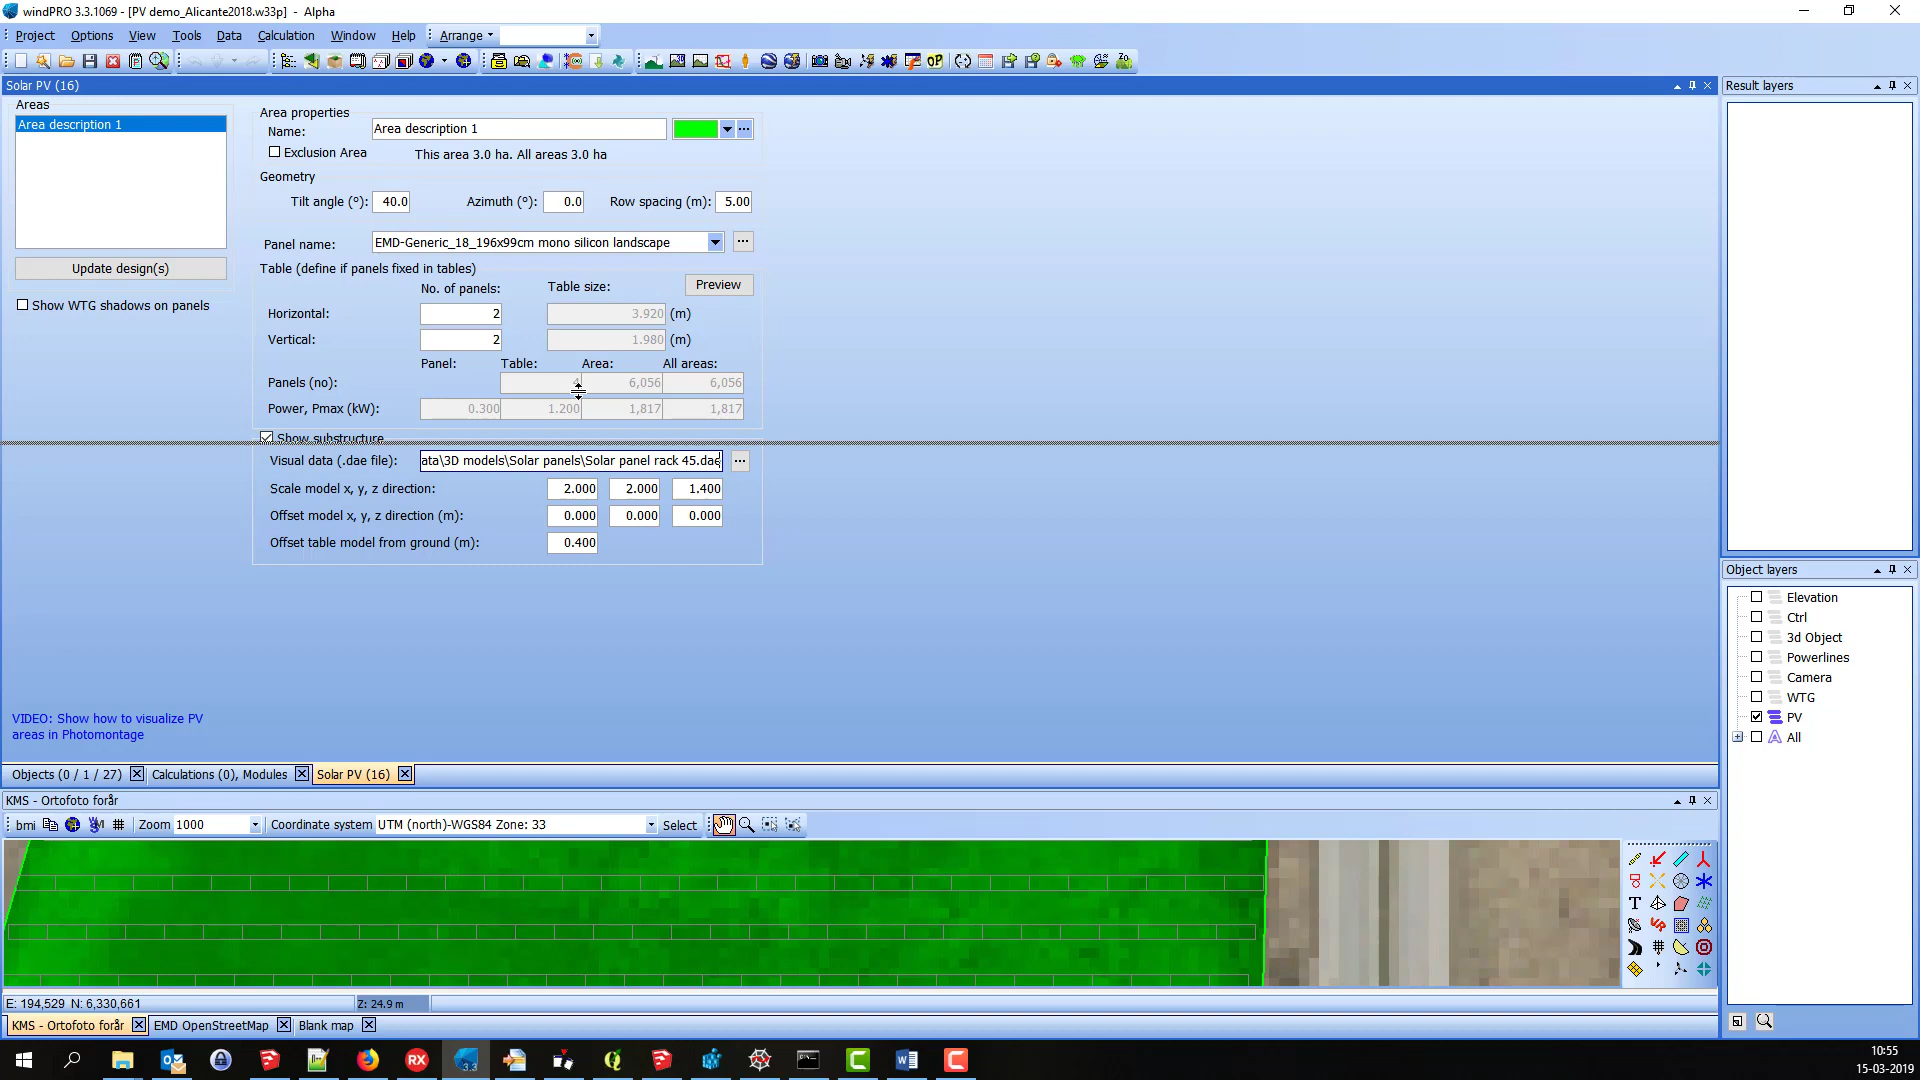 windPRO 3.3.1069 - [PV demo_Alicante2018.w33p] - Alpha
Project Options View Tools Data Calculation Window Help Arrange
Solar PV (16)
Areas
Area description 1
Update design(s)
Show WTG shadows on panels
Area properties
Name: Area description 1
Exclusion Area This area 3.0 ha. All areas 3.0 ha
Geometry
Tilt angle (°): 40.0 Azimuth (°): 0.0 Row spacing (m): 5.00
Panel name: EMD-Generic_18_196x99cm mono silicon landscape
Table (define if panels fixed in tables)
No. of panels: Table size: Preview
Horizontal: 2 3.920 (m)
Vertical: 2 1.980 (m)
Panel: Table: Area: All areas:
Panels (no): 6,056 6,056
Power, Pmax (kW): 0.300 1.200 1,817 1,817
Show substructure
Visual data (.dae file): ata\3D models\Solar panels\Solar panel rack 45.dae
Scale model x, y, z direction: 2.000 2.000 1.400
Offset model x, y, z direction (m): 0.000 0.000 0.000
Offset table model from ground (m): 0.400
VIDEO: Show how to visualize PV
areas in Photomontage
Objects (0 / 1 / 27) Calculations (0), Modules Solar PV (16)
KMS - Ortofoto forår
bmi Zoom 1000 Coordinate system UTM (north)-WGS84 Zone: 33 Select
E: 194,529 N: 6,330,661 Z: 24.9 m
KMS - Ortofoto forår EMD OpenStreetMap Blank map
Result layers
Object layers
Elevation
Ctrl
3d Object
Powerlines
Camera
WTG
PV
All
10:55
15-03-2019